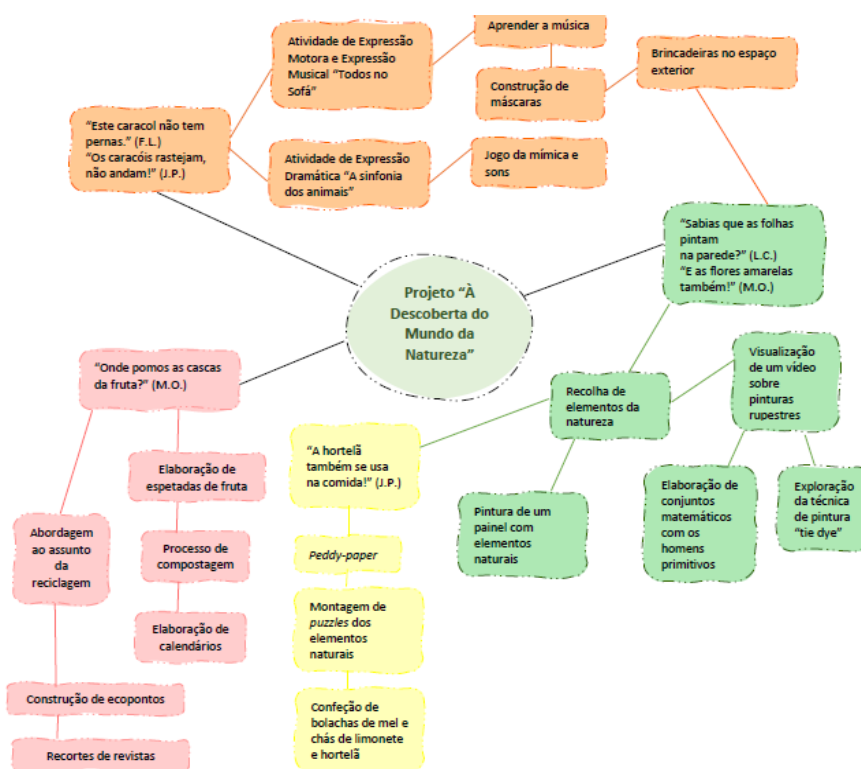 Atividade de Expressão
Motora e Expressão
Musical "Todos no
Sofá"
Aprender a música
Construção de
máscaras
Brincadeiras no espaço
exterior
"Este caracol não tem
pernas." (F.L.)
"Os caracóis rastejam,
não andam!" (J.P.)
Atividade de Expressão
Dramática "A sinfonia
dos animais"
Jogo da mímica e
sons
"Sabias que as folhas
pintam
na parede?" (L.C.)
"E as flores amarelas
também!" (M.O.)
Projeto "À
Descoberta do
Mundo da
Natureza"
"Onde pomos as cascas
da fruta?" (M.O.)
Elaboração de
espetadas de fruta
Abordagem
ao assunto
da
reciclagem
Processo de
compostagem
Elaboração de
calendários
Construção de ecopontos
Recortes de revistas
"A hortelã
também se usa
na comida!" (J.P.)
Peddy-paper
Montagem de
puzzles dos
elementos
naturais
Confeção de
bolachas de mel e
chás de limonete
e hortelã
Recolha de
elementos da
natureza
Visualização
de um vídeo
sobre
pinturas
rupestres
Pintura de um
painel com
elementos
naturais
Elaboração de
conjuntos
matemáticos
com os
homens
primitivos
Exploração
da técnica
de pintura
"tie dye"